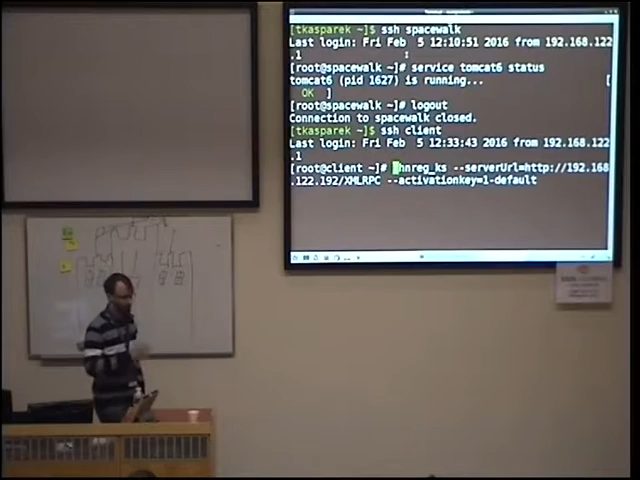 [tkasparek ~]$ ssh spacewalk
Last login: Fri Feb  5 12:10:51 2016 from 192.168.122
.1
[root@spacewalk ~]# service tomcat6 status
tomcat6 (pid 1627) is running...                    [
  OK  ]
[root@spacewalk ~]# logout
Connection to spacewalk closed.
[tkasparek ~]$ ssh client
Last login: Fri Feb  5 12:33:43 2016 from 192.168.122
.1
[root@client ~]# rhnreg_ks --serverUrl=http://192.168
.122.192/XMLRPC --activationkey=1-default